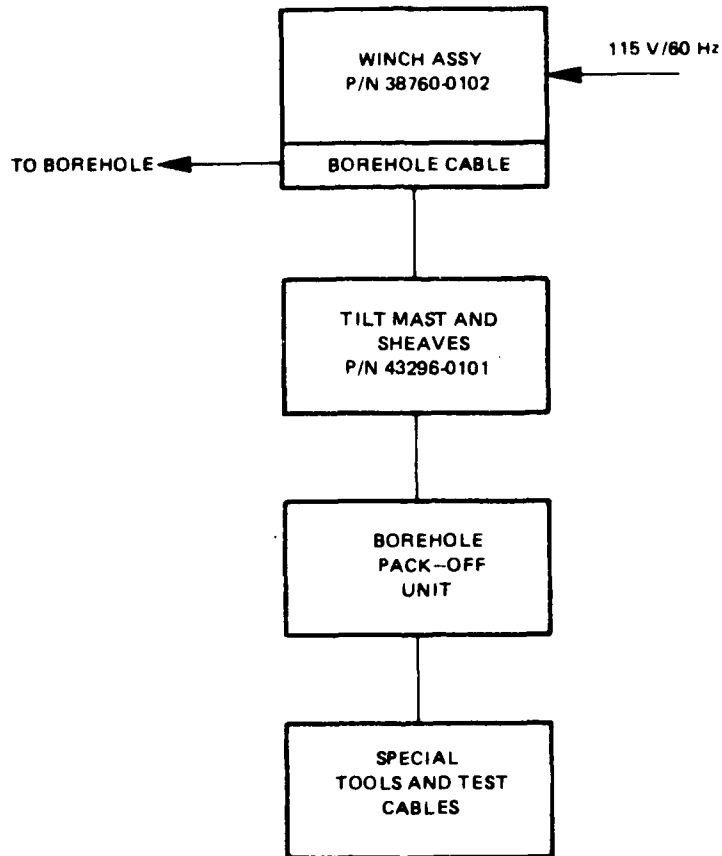 WINCH ASSY
P/N 38760-0102
115 V/60 Hz
TO BOREHOLE
BOREHOLE CABLE
TILT MAST AND
SHEAVES
P/N 43296-0101
BOREHOLE
PACK-OFF
UNIT
SPECIAL
TOOLS AND TEST
CABLES